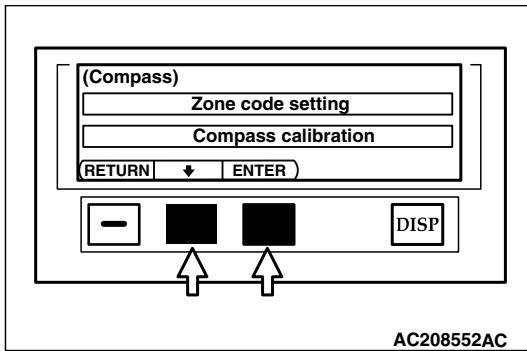 (Compass)
Zone code setting
Compass calibration
RETURN ENTER
DISP
AC208552AC